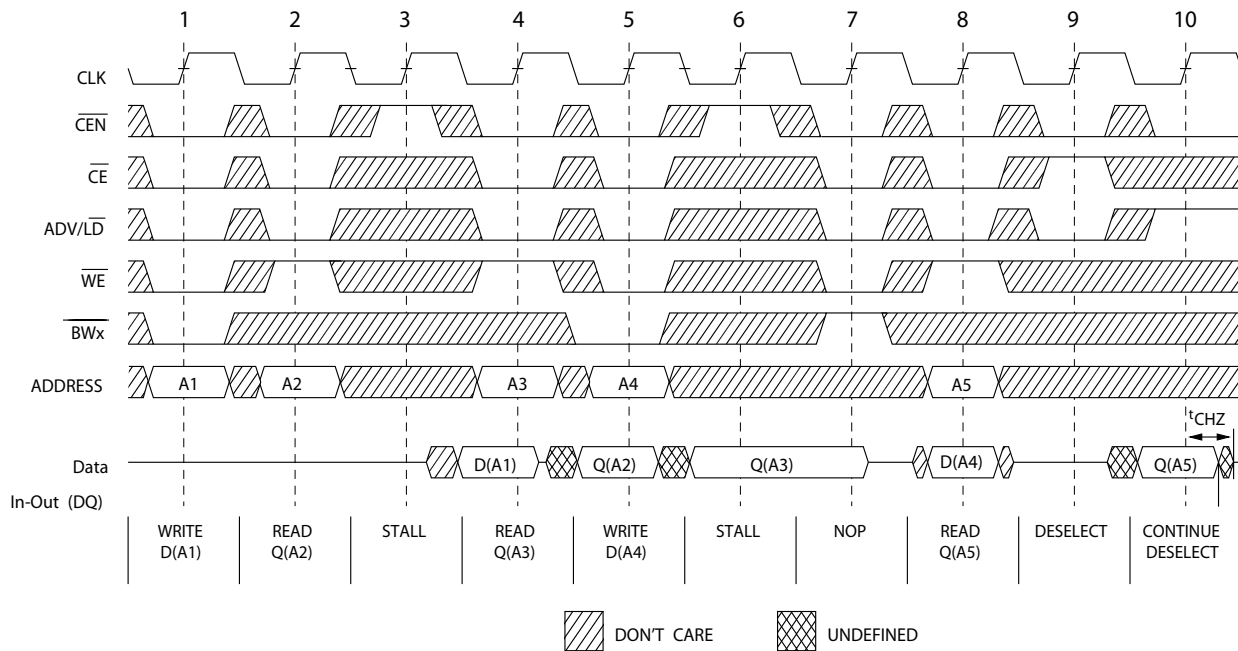 1 2 3 4 5 6 7 8 9 10
CLK
CEN
CE
ADV/LD
WE
BWx
ADDRESS A1 A2 A3 A4 A5
tCHZ
Data D(A1) Q(A2) Q(A3) D(A4) Q(A5)
In-Out (DQ)
WRITE READ STALL READ WRITE STALL NOP READ DESELECT CONTINUE
D(A1) Q(A2) Q(A3) D(A4) Q(A5) DESELECT
DON'T CARE UNDEFINED